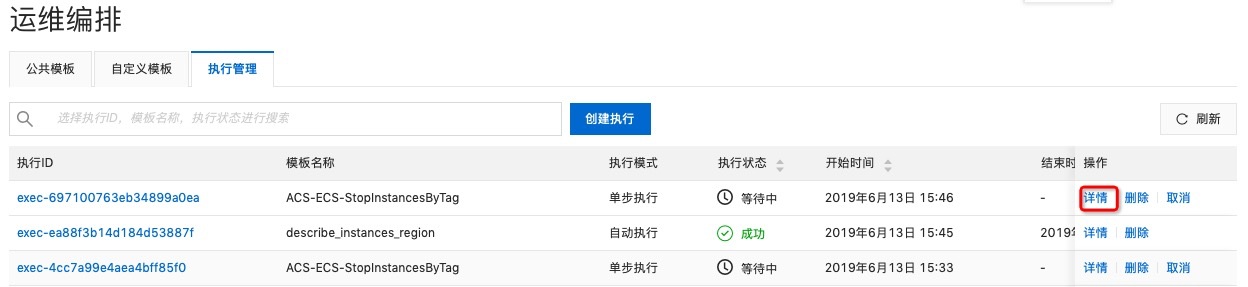 运维编排
公共模板 自定义模板 执行管理
选择执行ID，模板名称，执行状态进行搜索 创建执行 刷新
执行ID 模板名称 执行模式 执行状态 开始时间 结束时 操作
exec-697100763eb34899a0ea ACS-ECS-StopInstancesByTag 单步执行 等待中 2019年6月13日 15:46 - 详情 删除 取消
exec-ea88f3b14d184d53887f describe_instances_region 自动执行 成功 2019年6月13日 15:45 2019 详情 删除
exec-4cc7a99e4aea4bff85f0 ACS-ECS-StopInstancesByTag 单步执行 等待中 2019年6月13日 15:33 - 详情 删除 取消